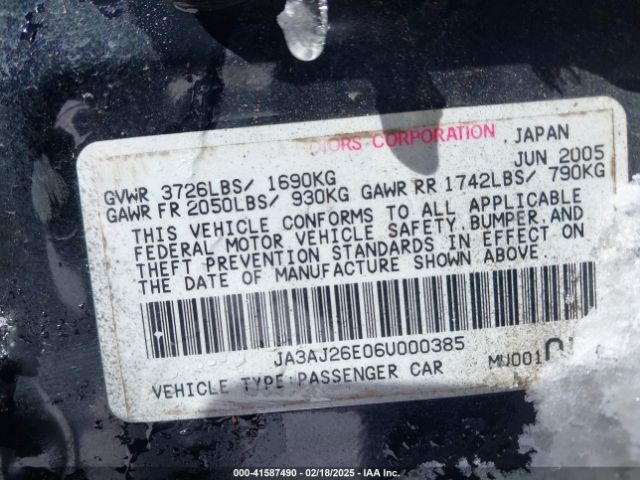 OTORS CORPORATION , JAPAN
JUN 2005
GVWR 3726LBS/ 1690KG
GAWR FR 2050LBS/ 930KG GAWR RR 1742LBS/ 790KG
THIS VEHICLE CONFORMS TO ALL APPLICABLE
FEDERAL MOTOR VEHICLE SAFETY,BUMPER,AND
THEFT PREVENTION STANDARDS IN EFFECT ON
THE DATE OF MANUFACTURE SHOWN ABOVE.
JA3AJ26E06U000385
MU001
VEHICLE TYPE:PASSENGER CAR
000-41587490 - 02/18/2025 - IAA Inc.